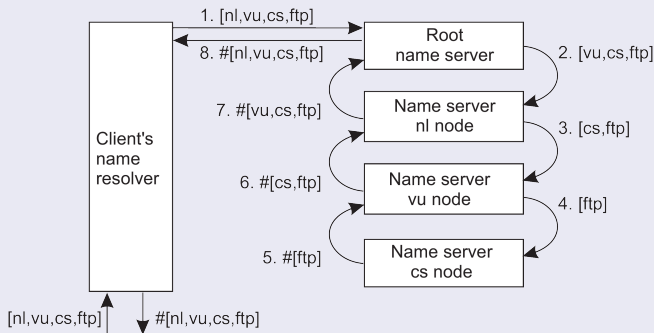 1. [nl,vu,cs,ftp]
8. #[nl,vu,cs,ftp]
Root
name server
2. [vu,cs,ftp]
7. #[vu,cs,ftp]
Name server
nl node
3. [cs,ftp]
Client's
name
resolver
6. #[cs,ftp]
Name server
vu node
4. [ftp]
5. #[ftp]
Name server
cs node
[nl,vu,cs,ftp]
#[nl,vu,cs,ftp]